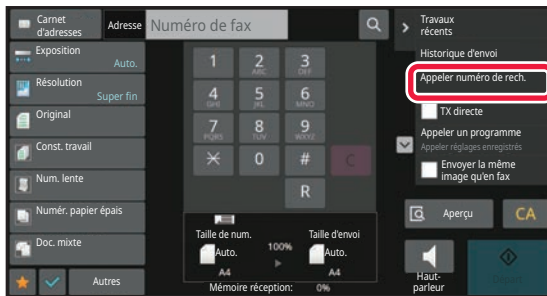 Carnet
d'adresses
Adresse
Numéro de fax
Travaux
récents
Exposition
Auto.
Historique d'envoi
Résolution
Super fin
Appeler numéro de rech.
Original
TX directe
Const. travail
Appeler un programme
Appeler réglages enregistrés
Num. lente
Envoyer la même
image qu'en fax
Numér. papier
épais
Doc. mixte
Autres
1
2
ABC
3
DEF
4
GHI
5
JKL
6
MNO
7
PQRS
8
TUV
9
WXYZ
0
#
C
R
Taille de num.
Auto.
A4
100%
Taille d'envoi
Auto.
A4
Mémoire réception:
0%
Aperçu
CA
Haut-
parleur